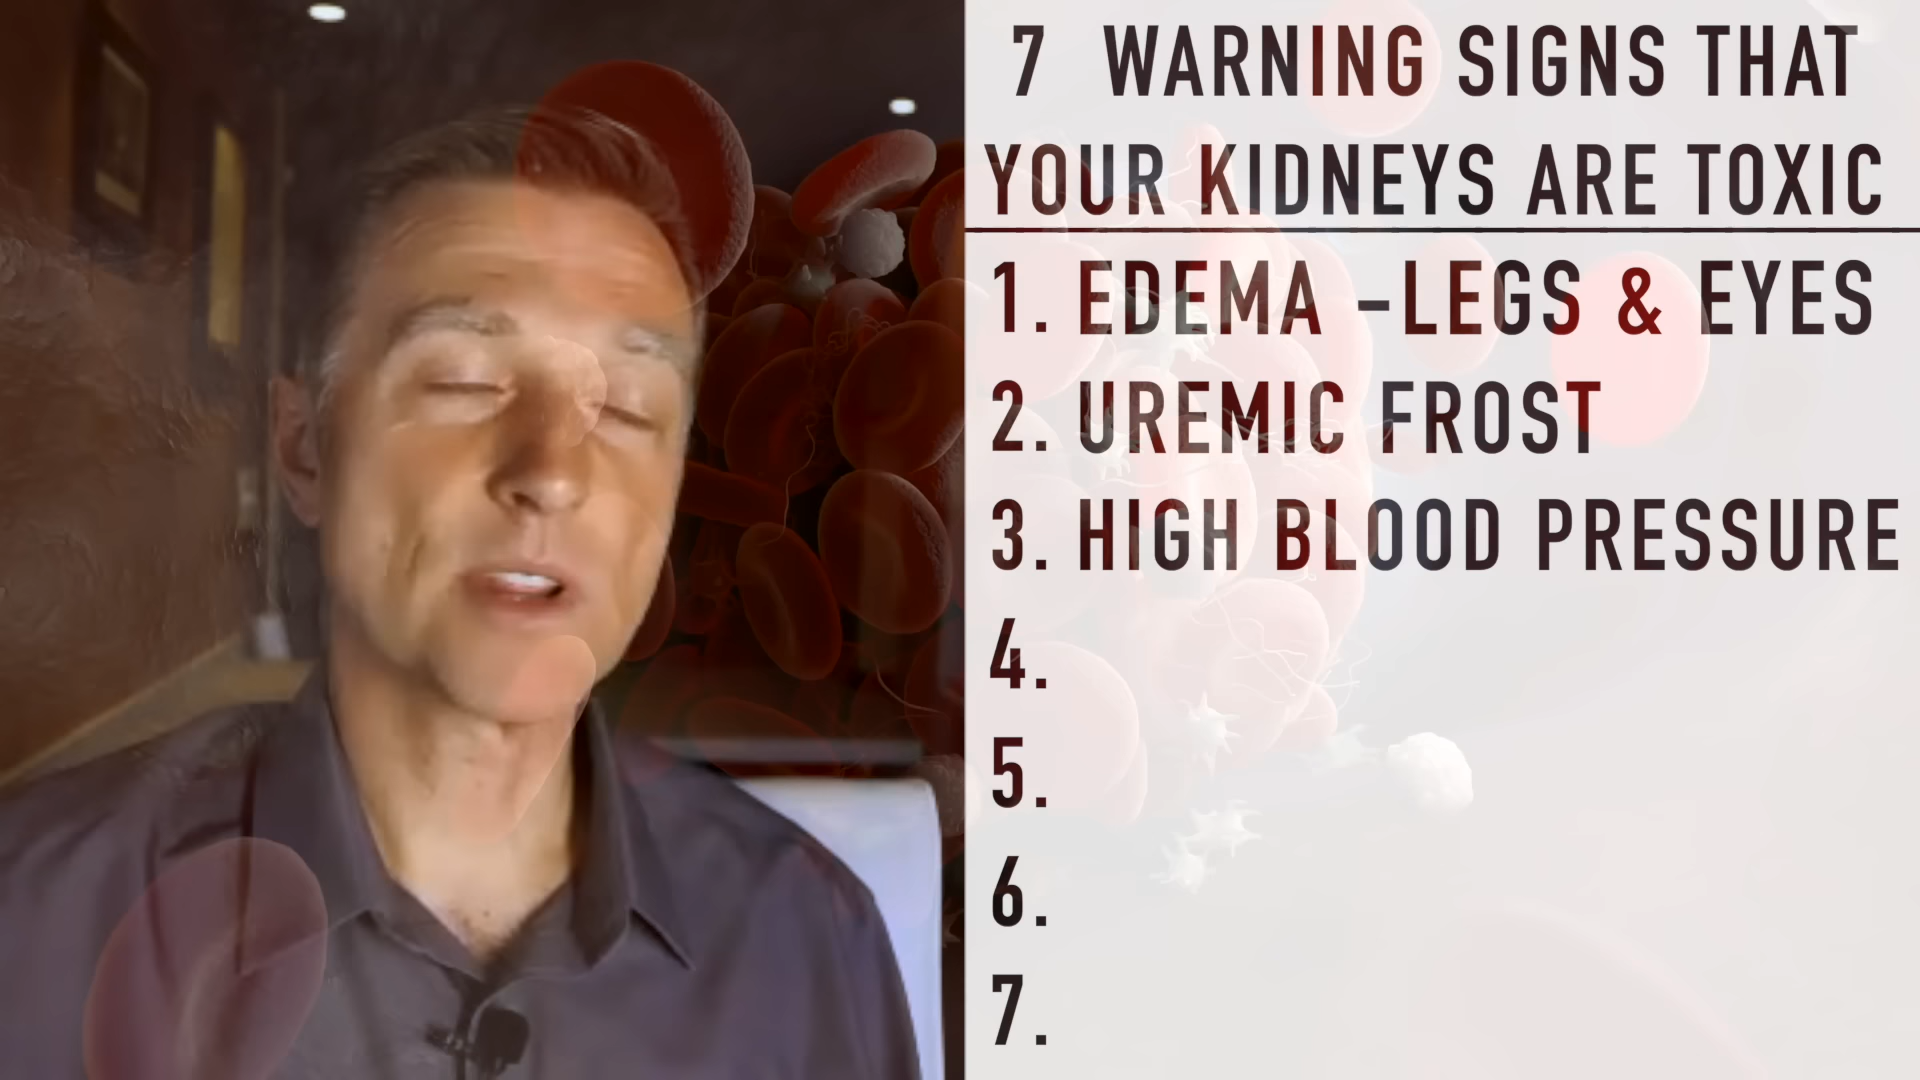 7 WARNING SIGNS THAT
YOUR KIDNEYS ARE TOXIC
1. EDEMA -LEGS & EYES
2. UREMIC FROST
3. HIGH BLOOD PRESSURE
4.
5.
6.
7.